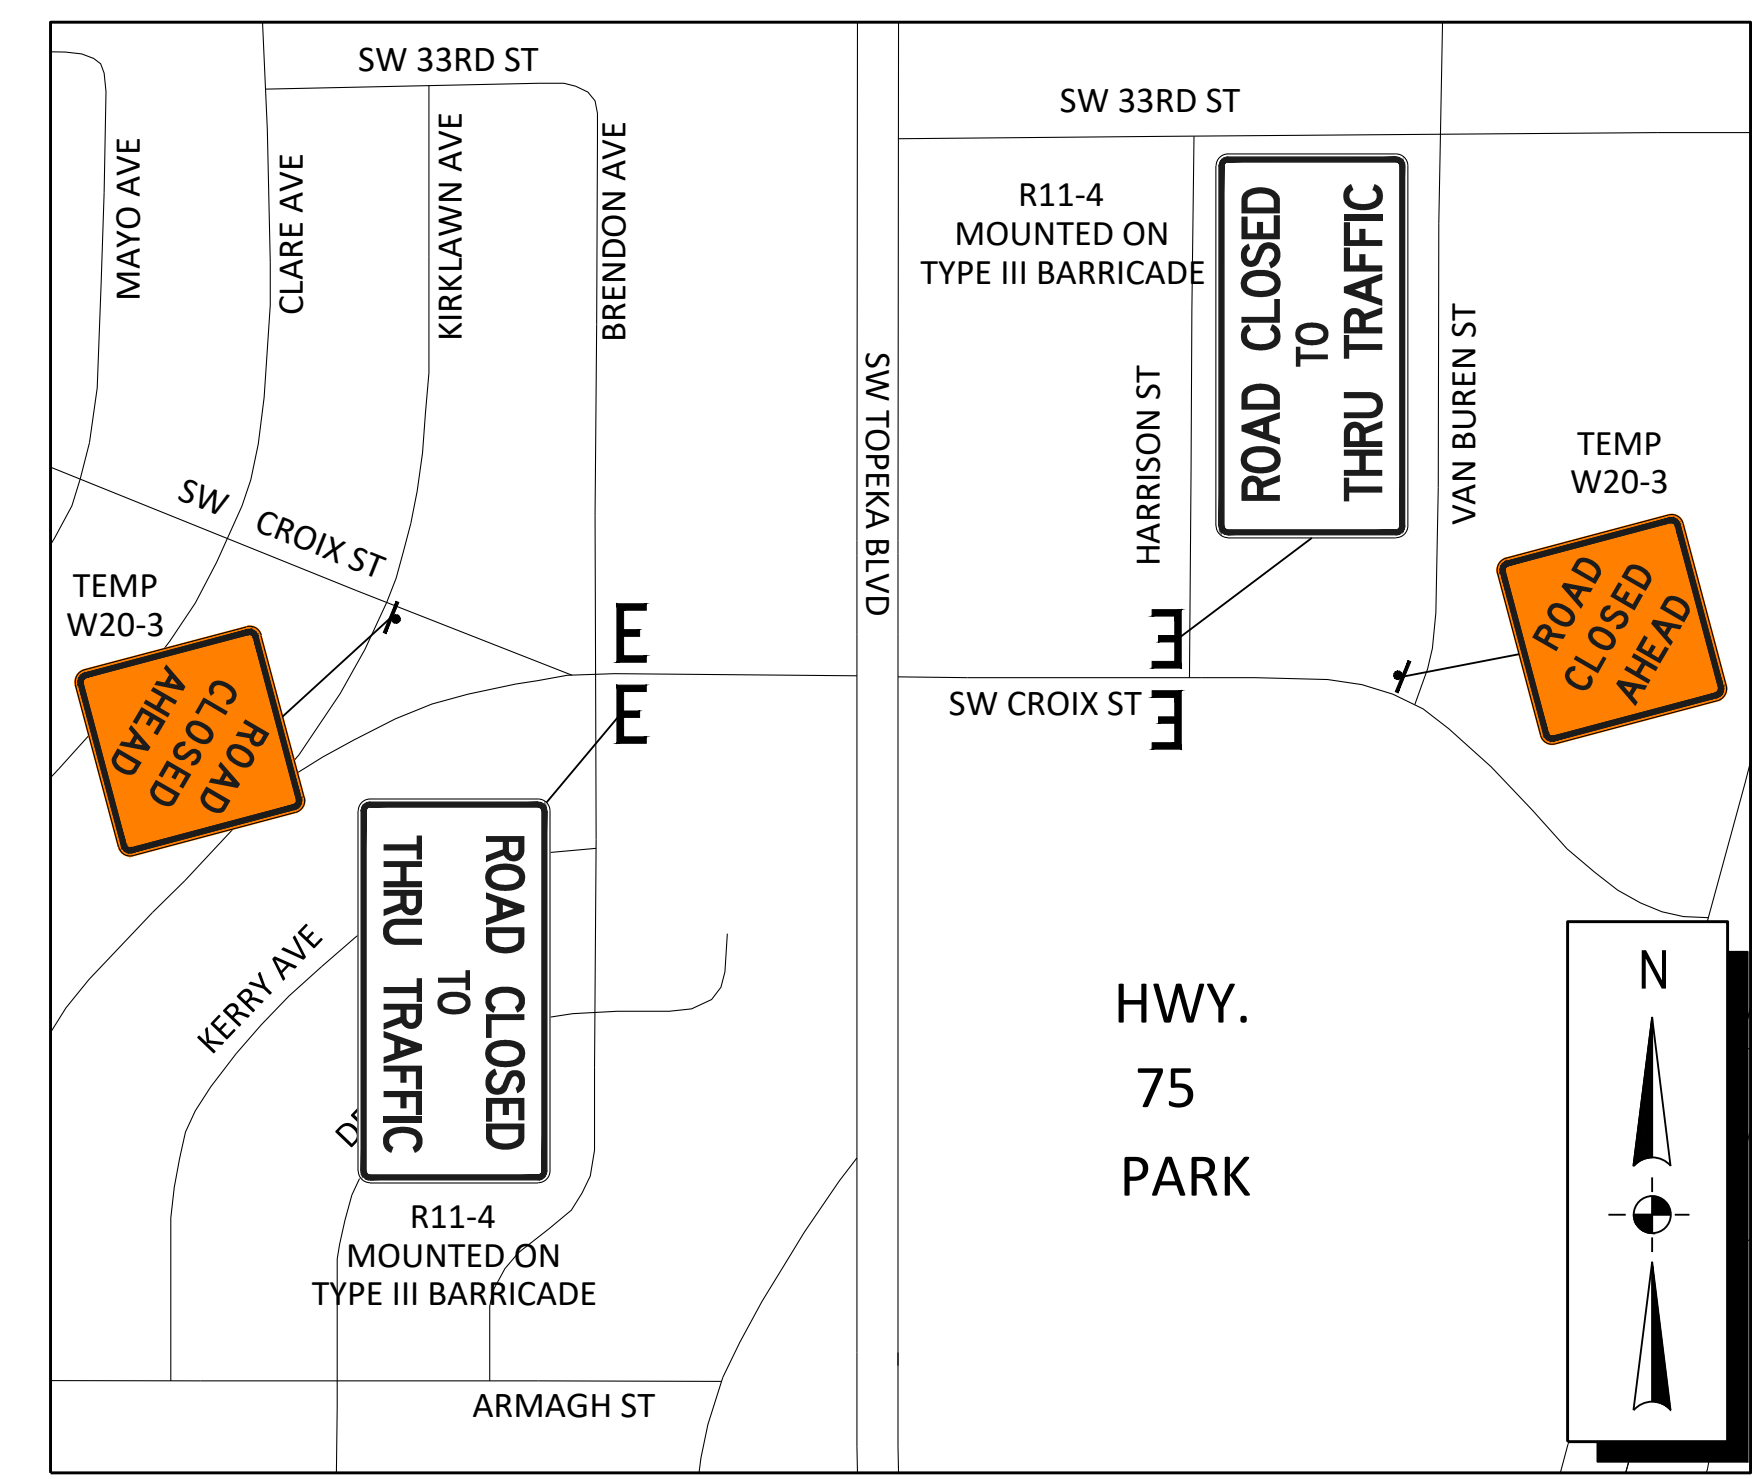 SW 33RD ST
SW 33RD ST
MAYO AVE
CLARE AVE
KIRKLAWN AVE
BRENDON AVE
R11-4
MOUNTED ON
TYPE III BARRICADE
ROAD CLOSED
TO
THRU TRAFFIC
SW TOPEKA BLVD
HARRISON ST
VAN BUREN ST
TEMP
W20-3
ROAD
CLOSED
AHEAD
SW CROIX ST
TEMP
W20-3
ROAD
CLOSED
AHEAD
SW CROIX ST
KERRY AVE
ROAD CLOSED
TO
THRU TRAFFIC
R11-4
MOUNTED ON
TYPE III BARRICADE
HWY.
75
PARK
N
ARMAGH ST